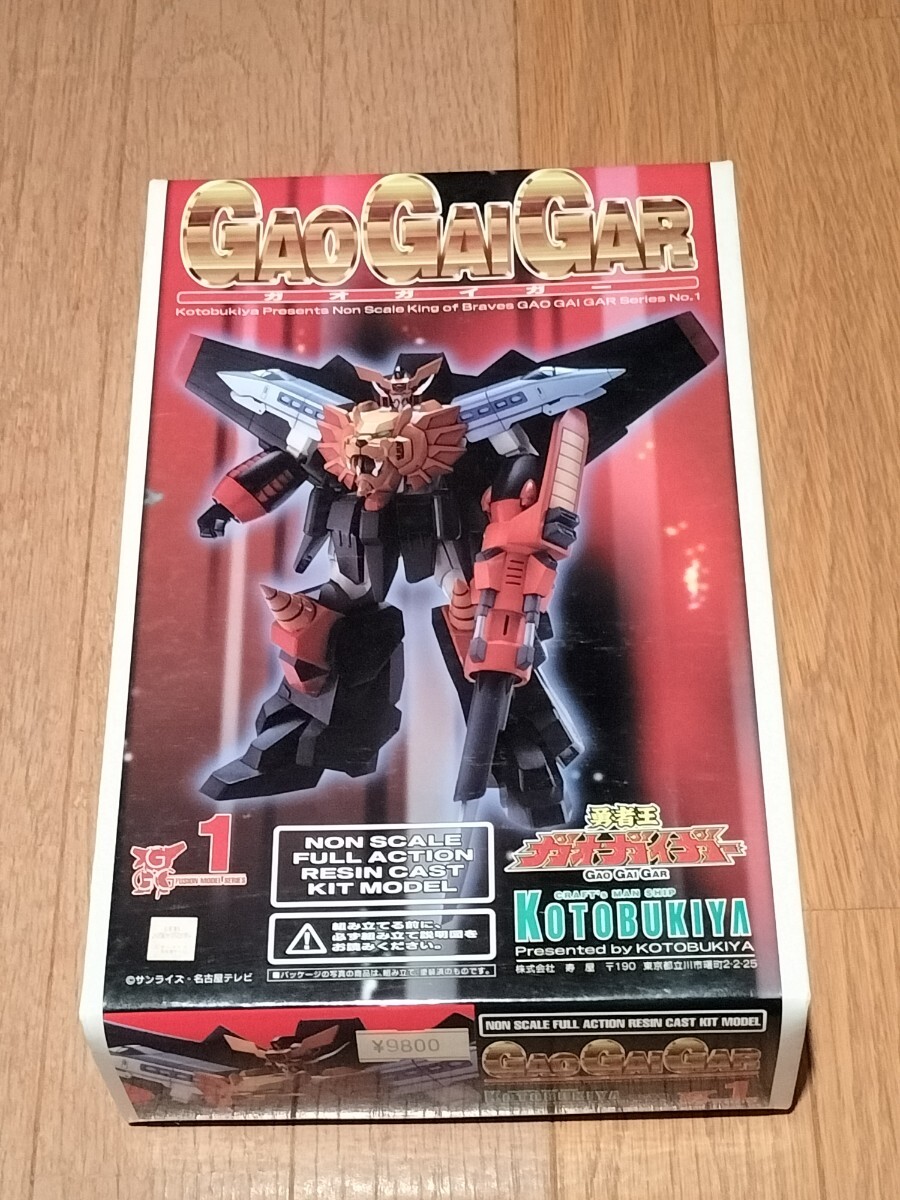 GAO GAI GAR
ガオガイガー
Kotobukiya Presents Non Scale King of Braves GAO GAI GAR Series No.1
1
FUSION MODEL SERIES
NON SCALE
FULL ACTION
RESIN CAST
KIT MODEL
組み立てる前に、
必ず組み立て説明図を
お読みください。
■パッケージの写真の商品は、組み立て、塗装済のものです。
©サンライズ・名古屋テレビ
勇者王
ガオガイガー
GAO GAI GAR
CRAFT's MAN SHIP
KOTOBUKIYA
Presented by KOTOBUKIYA
株式会社 寿屋 〒190 東京都立川市曙町2-2-25
¥9800
NON SCALE FULL ACTION RESIN CAST KIT MODEL
GAO GAI GAR
KOTOBUKIYA
1